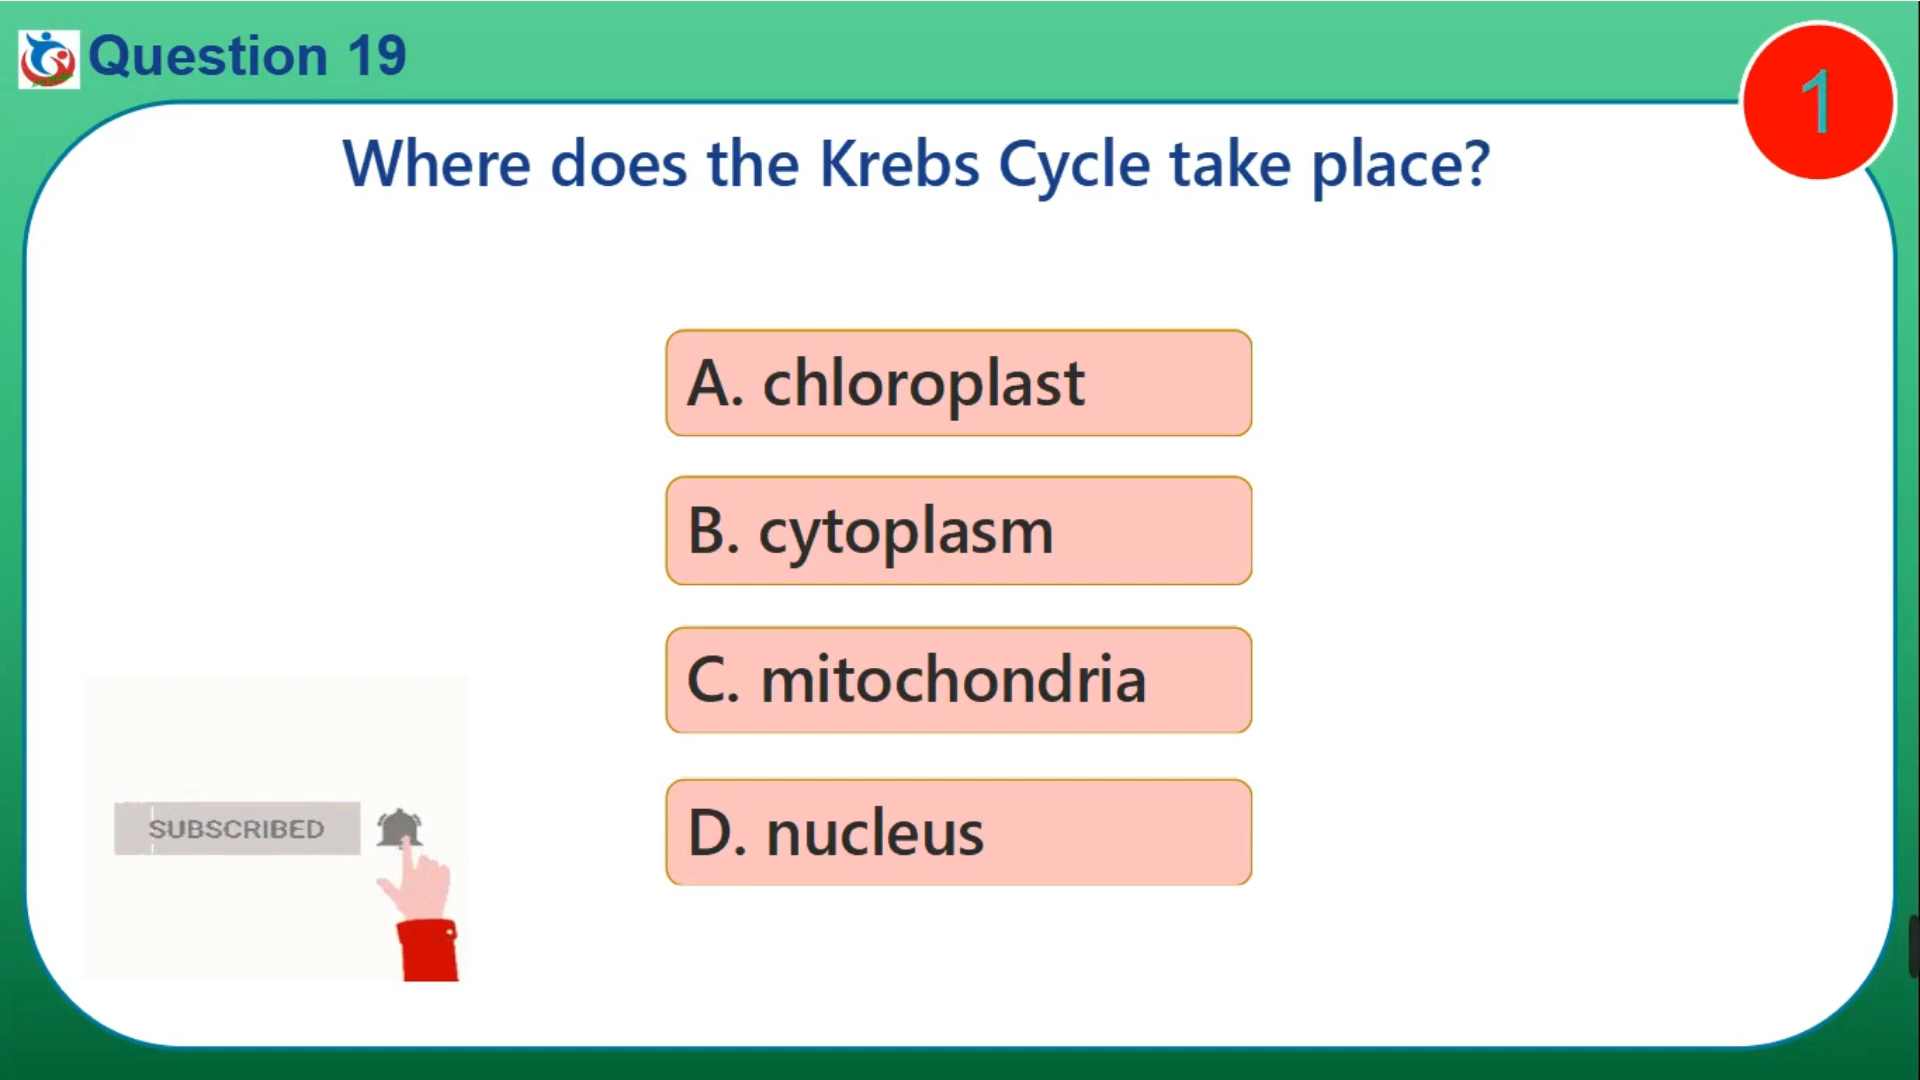 Question 19
1
Where does the Krebs Cycle take place?
A. chloroplast
B. cytoplasm
C. mitochondria
D. nucleus
SUBSCRIBED